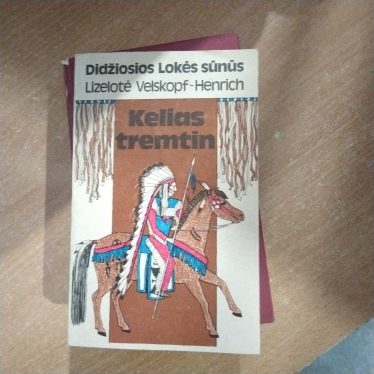 Didžiosios Lokės sūnūs
Lizelotė Velskopf-Henrich
Kelias
tremtin